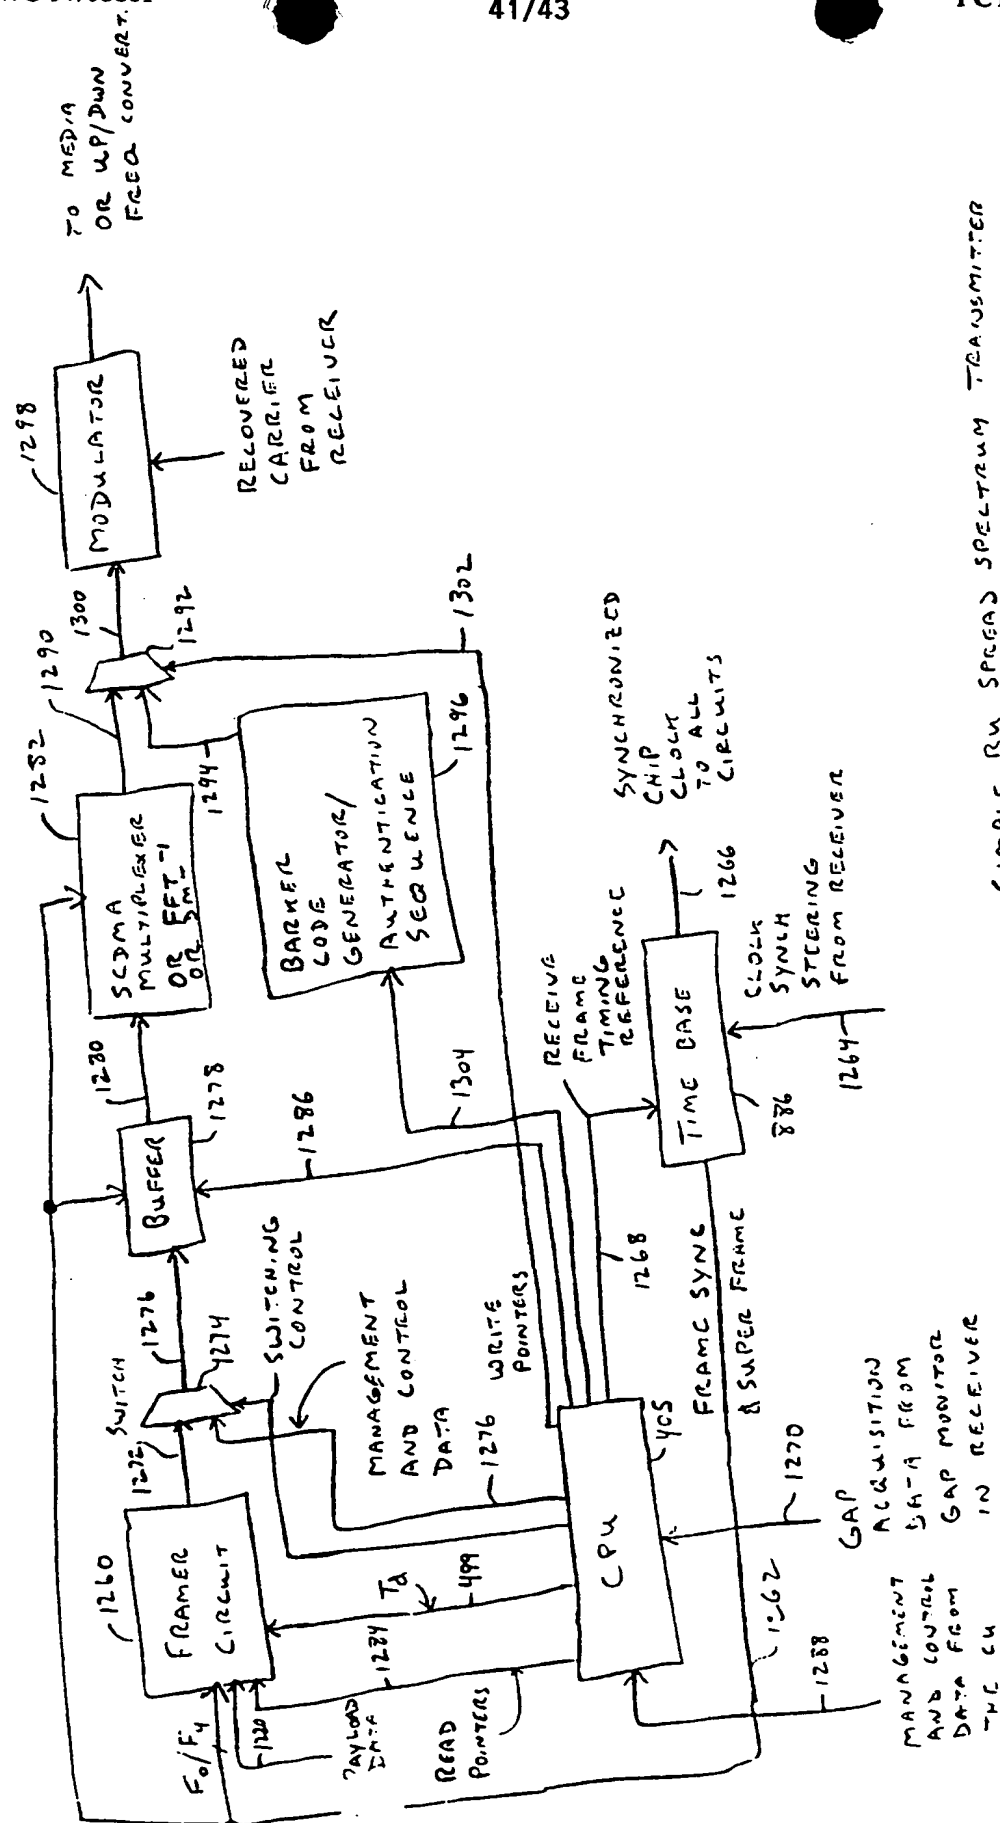 41/43
TO MEDIA
OR UP/DWN
FREQ CONVERT.
1298
MODULATOR
RECOVERED
CARRIER
FROM
RECEIVER
1300
1292
1290
1302
1282
SCDMA
MULTIPLEXER
OR FFT-1
OR
1294
BARKER
CODE
GENERATOR/
AUTHENTICATION
SEQUENCE
1296
SYNCHRONIZED
CHIP
CLOCK
TO ALL
CIRCUITS
1280
BUFFER
1278
1286
1304
RECEIVE
FRAME
TIMING
REFERENCE
1266
TIME BASE
886
CLOCK
SYNCH
STEERING
FROM RECEIVER
1264
SWITCH
1276
1274
SWITCHING
CONTROL
MANAGEMENT
AND CONTROL
DATA
WRITE
POINTERS
1268
FRAME SYNC
& SUPER FRAME
1272
1260
FRAMER
CIRCUIT
1276
Td
499
1284
CPU
405
1270
GAP
ACQUISITION
DATA FROM
GAP MONITOR
IN RECEIVER
F0/F4
1220
PAYLOAD
DATA
READ
POINTERS
1262
1288
MANAGEMENT
AND CONTROL
DATA FROM
THE CU
SPREAD SPECTRUM TRANSMITTER